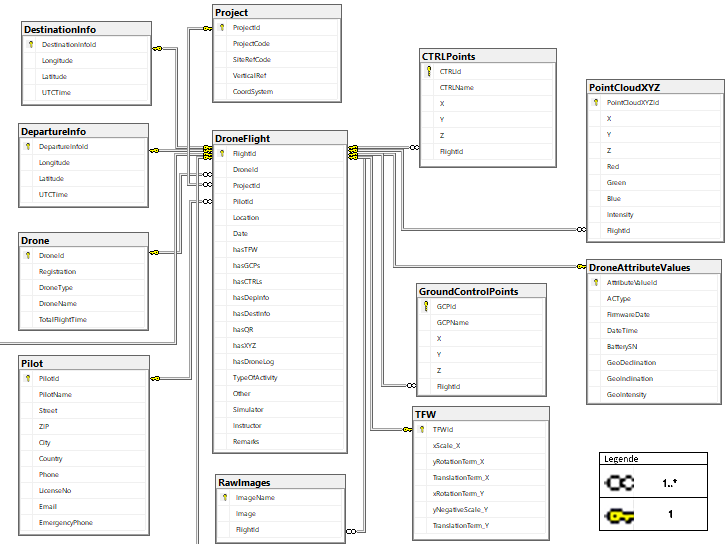 DestinationInfo
DestinationInfoId
Longitude
Latitude
UTCTime
Project
ProjectId
ProjectCode
SiteRefCode
VerticalRef
CoordSystem
CTRLPoints
CTRLId
CTRLName
X
Y
Z
FlightId
PointCloudXYZ
PointCloudXYZId
X
Y
Z
Red
Green
Blue
Intensity
FlightId
DepartureInfo
DepartureInfoId
Longitude
Latitude
UTCTime
DroneFlight
FlightId
DroneId
ProjectId
PilotId
Location
Date
hasTFW
hasGCPs
hasCTRLs
hasDepInfo
hasDestInfo
hasQR
hasXYZ
hasDroneLog
TypeOfActivity
Other
Simulator
Instructor
Remarks
Drone
DroneId
Registration
DroneType
DroneName
TotalFlightTime
DroneAttributeValues
AttributeValueId
ACType
FirmwareDate
DateTime
BatterySN
GeoDeclination
GeoInclination
GeoIntensity
GroundControlPoints
GCPId
GCPName
X
Y
Z
FlightId
Pilot
PilotId
PilotName
Street
ZIP
City
Country
Phone
LicenseNo
Email
EmergencyPhone
TFW
TFWId
xScale_X
yRotationTerm_X
TranslationTerm_X
xRotationTerm_Y
yNegativeScale_Y
TranslationTerm_Y
RawImages
ImageName
Image
FlightId
Legende
1..*
1